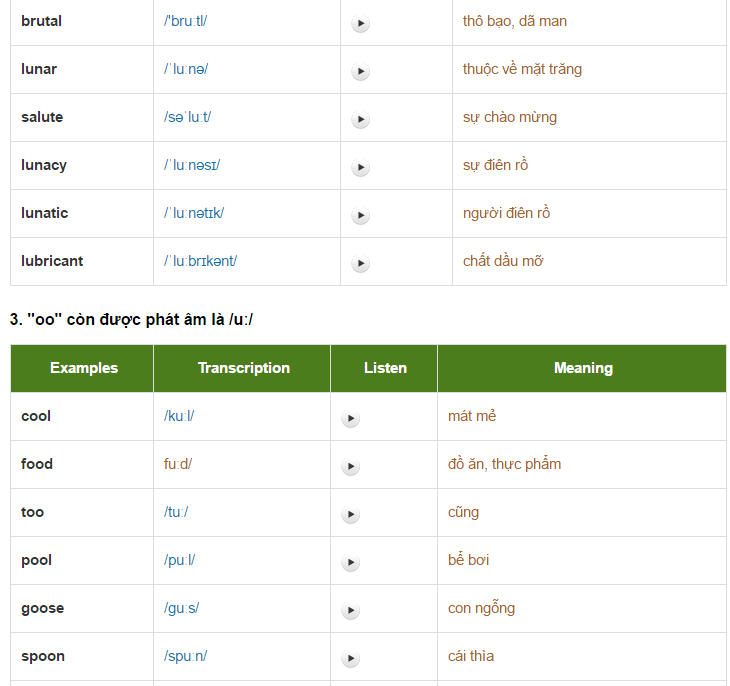 brutal /'bruːtl/ thô bạo, dã man
lunar /ˈluːnə/ thuộc về mặt trăng
salute /səˈluːt/ sự chào mừng
lunacy /ˈluːnəsɪ/ sự điên rồ
lunatic /ˈluːnətɪk/ người điên rồ
lubricant /ˈluːbrɪkənt/ chất dầu mỡ
3. "oo" còn được phát âm là /uː/
Examples Transcription Listen Meaning
cool /kuːl/ mát mẻ
food fuːd/ đồ ăn, thực phẩm
too /tuː/ cũng
pool /puːl/ bể bơi
goose /guːs/ con ngỗng
spoon /spuːn/ cái thìa